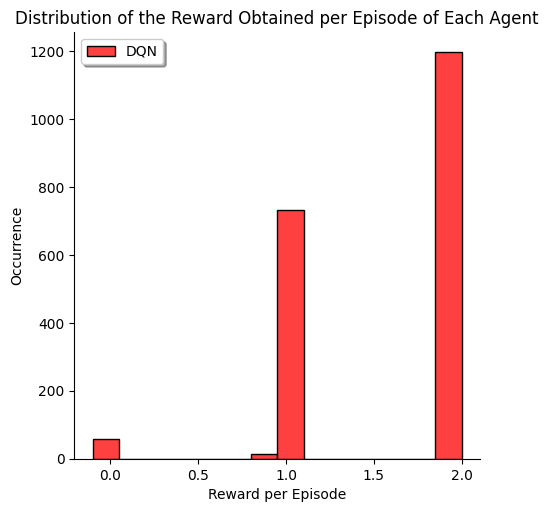 Distribution of the Reward Obtained per Episode of Each Agent
DQN
1200
1000
800
600
400
200
0
Occurrence
0.0 0.5 1.0 1.5 2.0
Reward per Episode